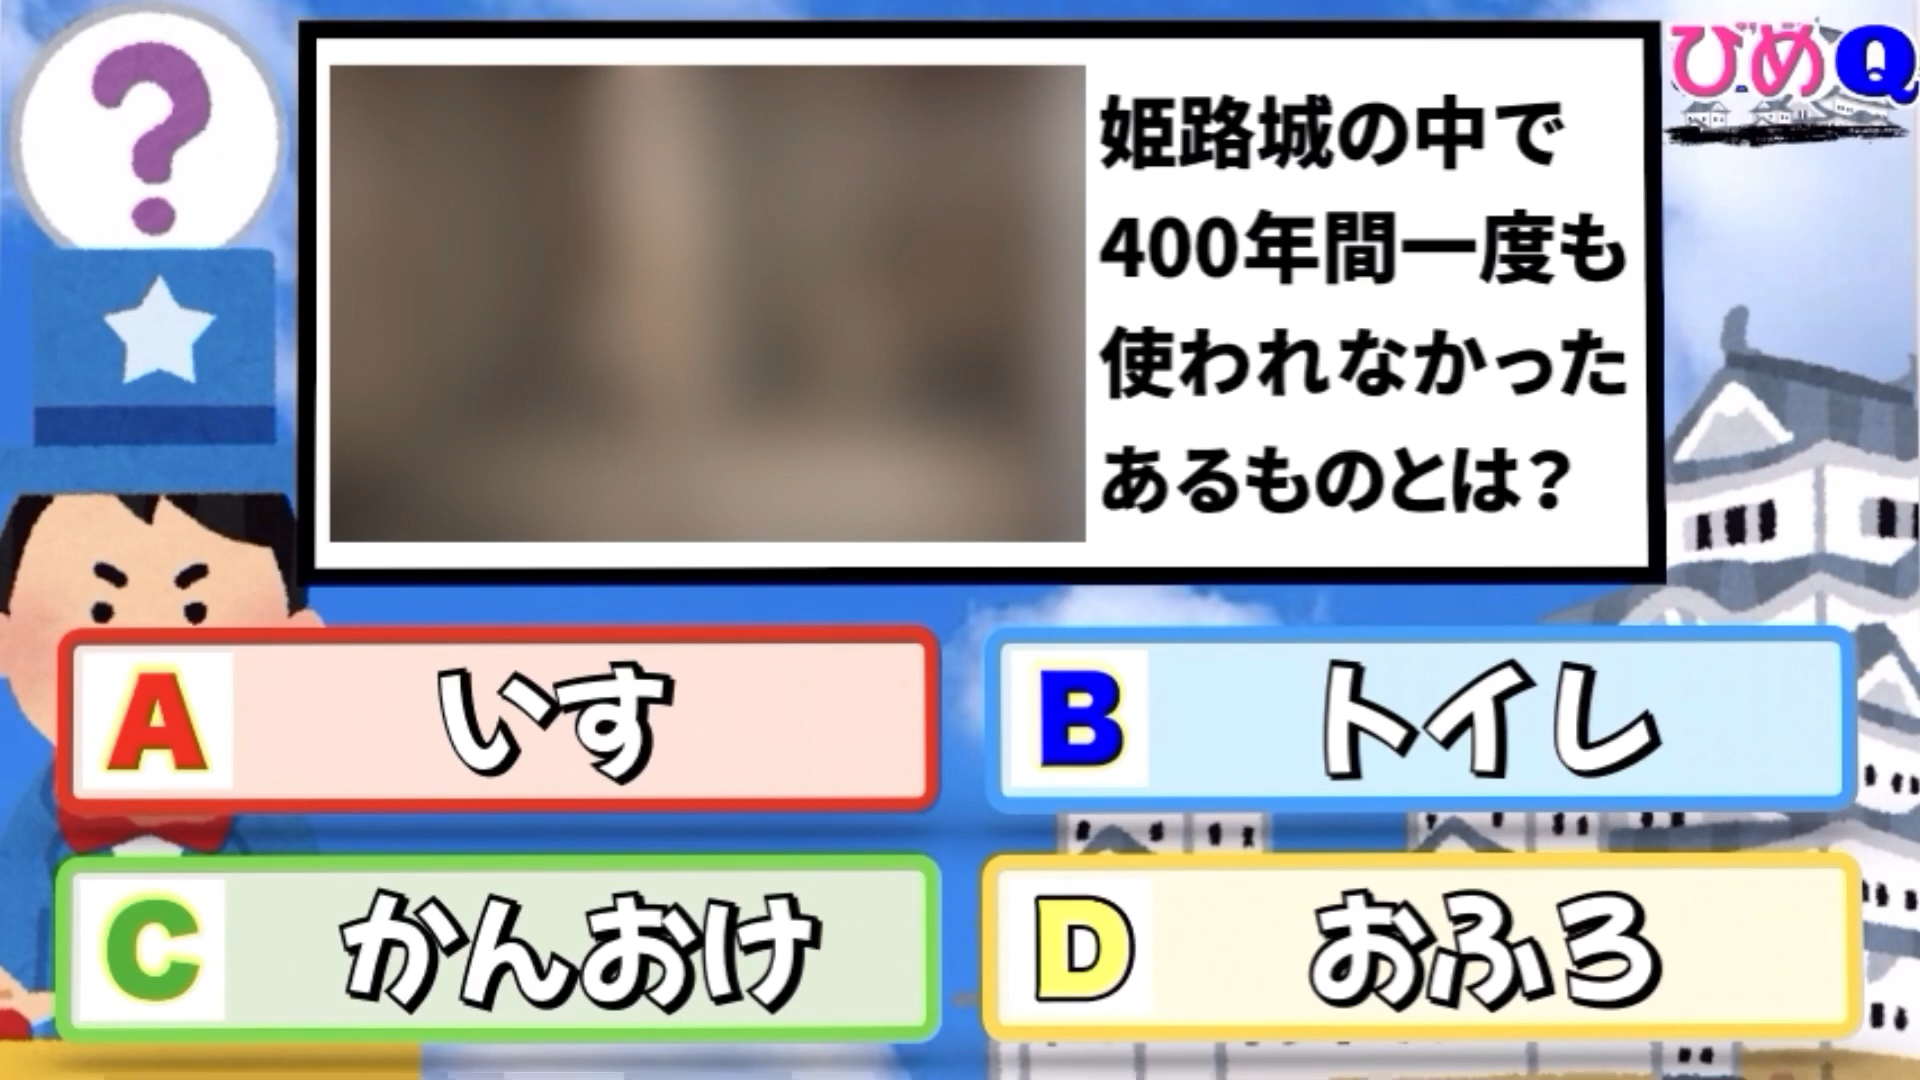 びめQ
姫路城の中で
400年間一度も
使われなかった
あるものとは？
A いす
B トイレ
C かんおけ
D おふろ